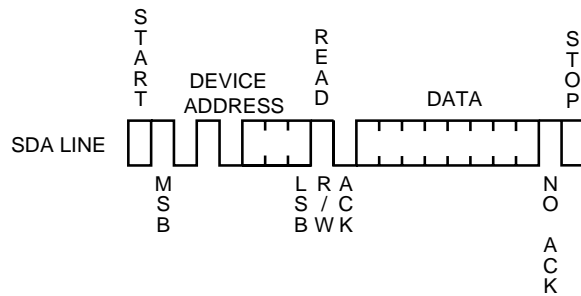 START
READ
STOP
DEVICE
ADDRESS
DATA
SDA LINE
MSB
LSB
R/W
ACK
NO ACK